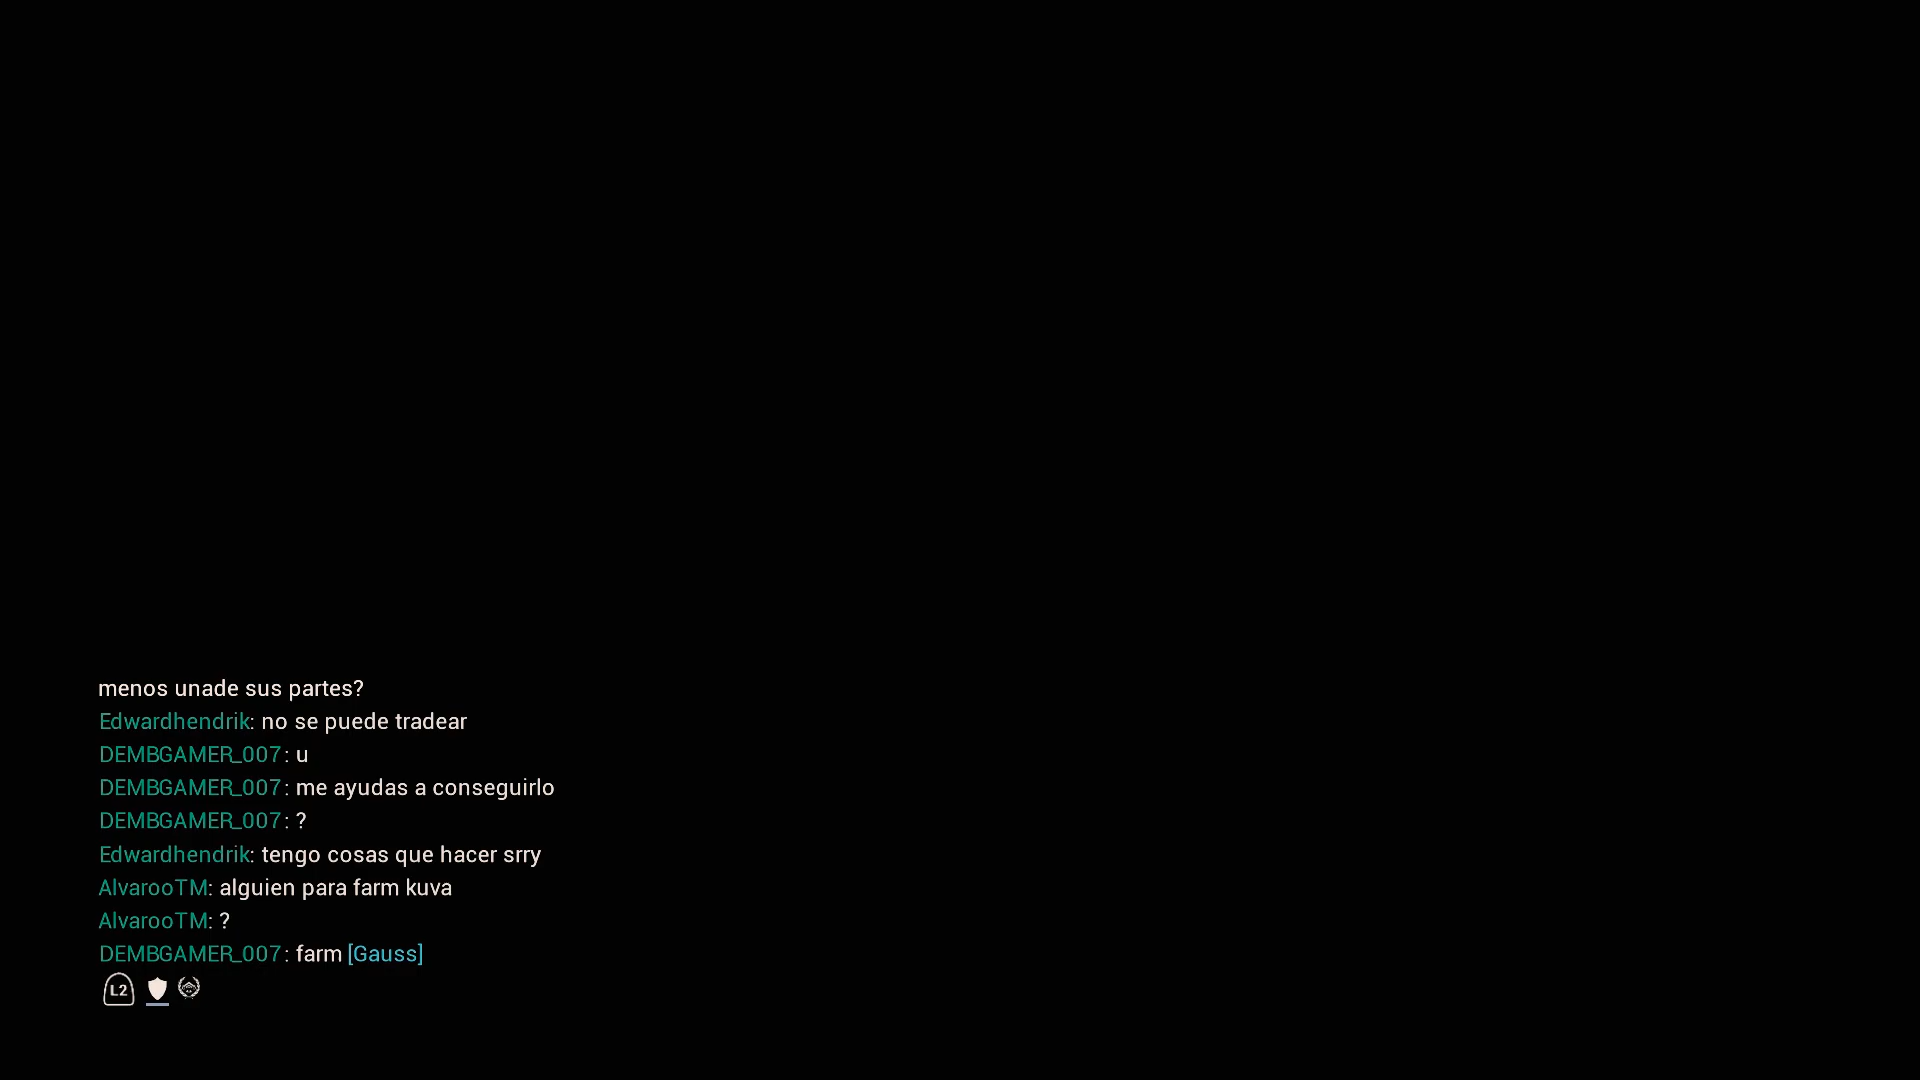 menos unade sus partes?
Edwardhendrik: no se puede tradear
DEMBGAMER_007: u
DEMBGAMER_007: me ayudas a conseguirlo
DEMBGAMER_007: ?
Edwardhendrik: tengo cosas que hacer srry
AlvarooTM: alguien para farm kuva
AlvarooTM: ?
DEMBGAMER_007: farm [Gauss]
L2